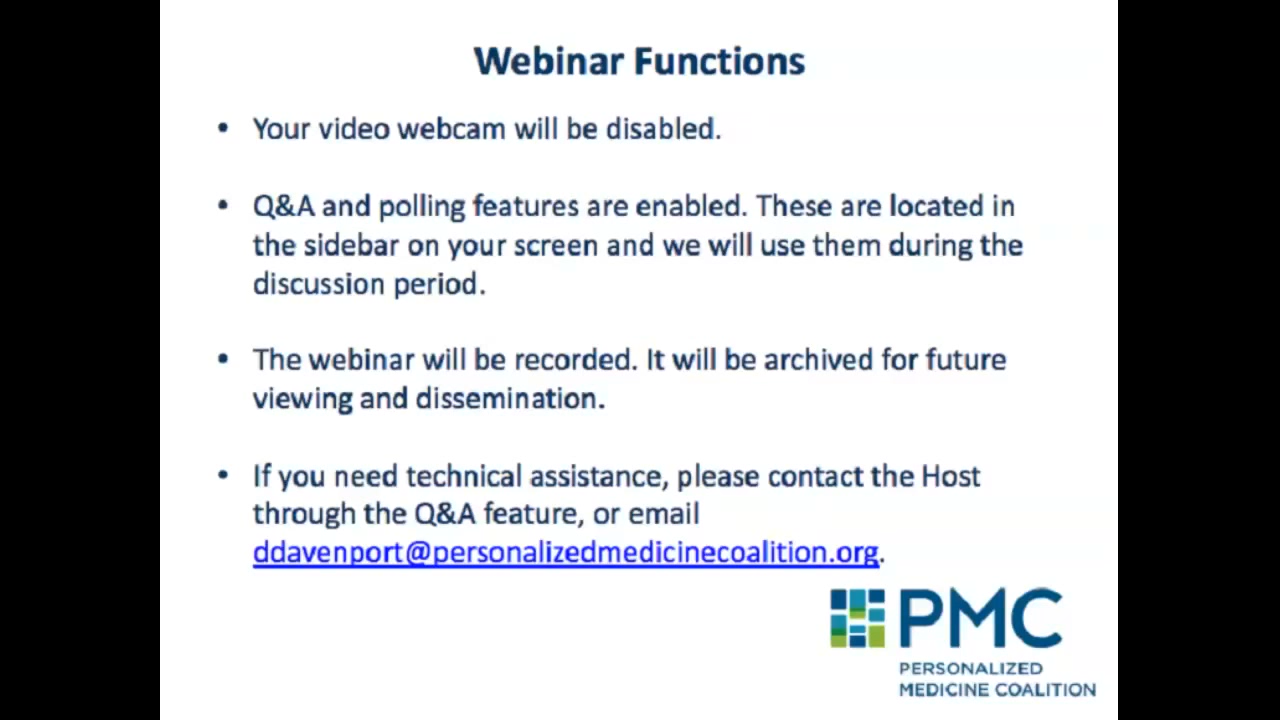 Webinar Functions
• Your video webcam will be disabled.
• Q&A and polling features are enabled. These are located in
the sidebar on your screen and we will use them during the
discussion period.
• The webinar will be recorded. It will be archived for future
viewing and dissemination.
• If you need technical assistance, please contact the Host
through the Q&A feature, or email
ddavenport@personalizedmedicinecoalition.org.
PMC
PERSONALIZED
MEDICINE COALITION